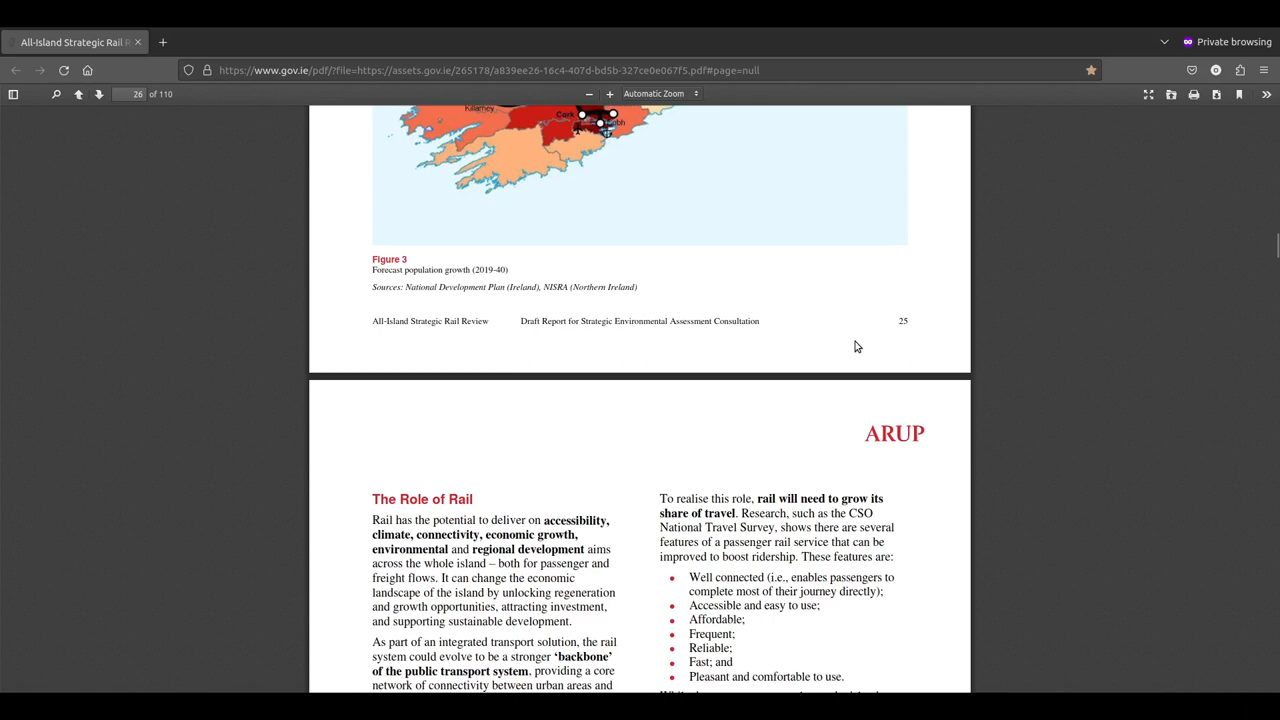 All-Island Strategic Rail R
Private browsing
https://www.gov.ie/pdf/?file=https://assets.gov.ie/265178/a839ee26-16c4-407d-bd5b-327ce0e067f5.pdf#page=null
26 of 110
Automatic Zoom
Killarney
Cork
Figure 3
Forecast population growth (2019-40)
Sources: National Development Plan (Ireland), NISRA (Northern Ireland)
All-Island Strategic Rail Review Draft Report for Strategic Environmental Assessment Consultation 25
ARUP
The Role of Rail
Rail has the potential to deliver on accessibility,
climate, connectivity, economic growth,
environmental and regional development aims
across the whole island – both for passenger and
freight flows. It can change the economic
landscape of the island by unlocking regeneration
and growth opportunities, attracting investment,
and supporting sustainable development.
As part of an integrated transport solution, the rail
system could evolve to be a stronger ‘backbone’
of the public transport system, providing a core
network of connectivity between urban areas and
To realise this role, rail will need to grow its
share of travel. Research, such as the CSO
National Travel Survey, shows there are several
features of a passenger rail service that can be
improved to boost ridership. These features are:
• Well connected (i.e., enables passengers to
complete most of their journey directly);
• Accessible and easy to use;
• Affordable;
• Frequent;
• Reliable;
• Fast; and
• Pleasant and comfortable to use.